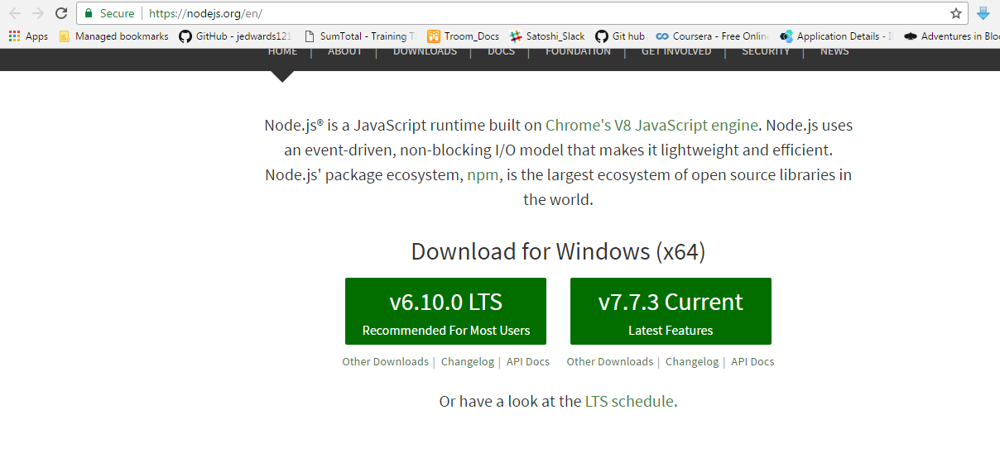 Secure | https://nodejs.org/en/
Apps Managed bookmarks GitHub - jedwards121 SumTotal - Training T Troom_Docs Satoshi_Slack Git hub Coursera - Free Onlin Application Details - Adventures in Bloc
HOME | ABOUT | DOWNLOADS | DOCS | FOUNDATION | GET INVOLVED | SECURITY | NEWS
Node.js® is a JavaScript runtime built on Chrome's V8 JavaScript engine. Node.js uses
an event-driven, non-blocking I/O model that makes it lightweight and efficient.
Node.js' package ecosystem, npm, is the largest ecosystem of open source libraries in
the world.
Download for Windows (x64)
v6.10.0 LTS
Recommended For Most Users
Other Downloads | Changelog | API Docs
v7.7.3 Current
Latest Features
Other Downloads | Changelog | API Docs
Or have a look at the LTS schedule.